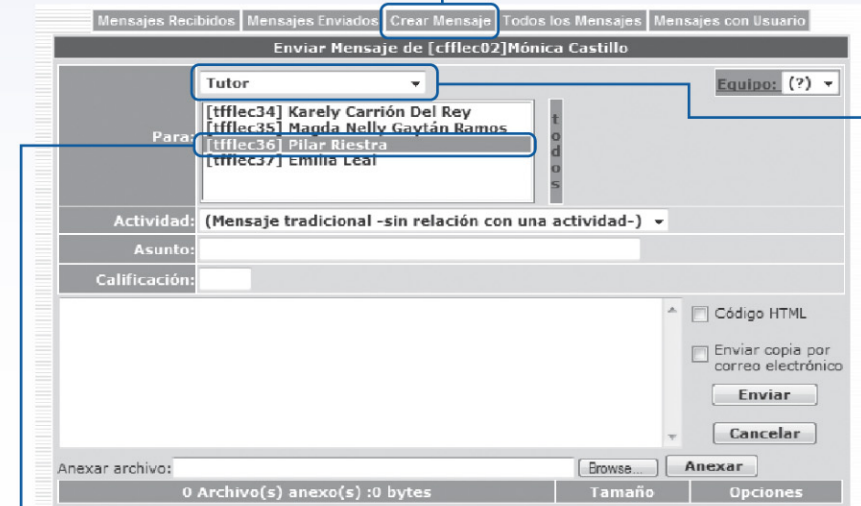 Mensajes Recibidos Mensajes Enviados Crear Mensaje Todos los Mensajes Mensajes con Usuario
Enviar Mensaje de [cfflec02]Mónica Castillo
Tutor
Equipo: (?)
Para:
[tfflec34] Karely Carrión Del Rey
[tfflec35] Magda Nelly Gaytán Ramos
[tfflec36] Pilar Riestra
[tfflec37] Emilia Leal
todos
Actividad: (Mensaje tradicional -sin relación con una actividad-)
Asunto:
Calificación:
Código HTML
Enviar copia por
correo electrónico
Enviar
Cancelar
Anexar archivo: Browse... Anexar
0 Archivo(s) anexo(s) :0 bytes Tamaño Opciones